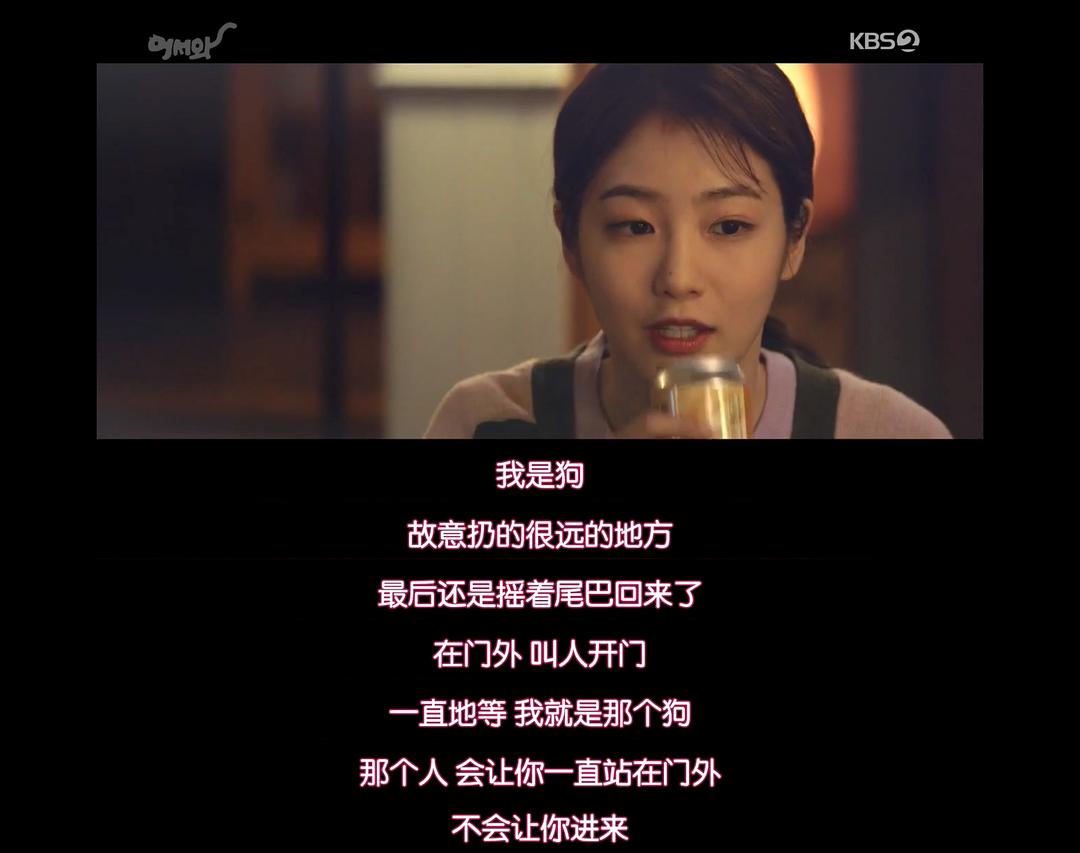 어서와
KBS2
我是狗
故意扔的很远的地方
最后还是摇着尾巴回来了
在门外 叫人开门
一直地等 我就是那个狗
那个人 会让你一直站在门外
不会让你进来